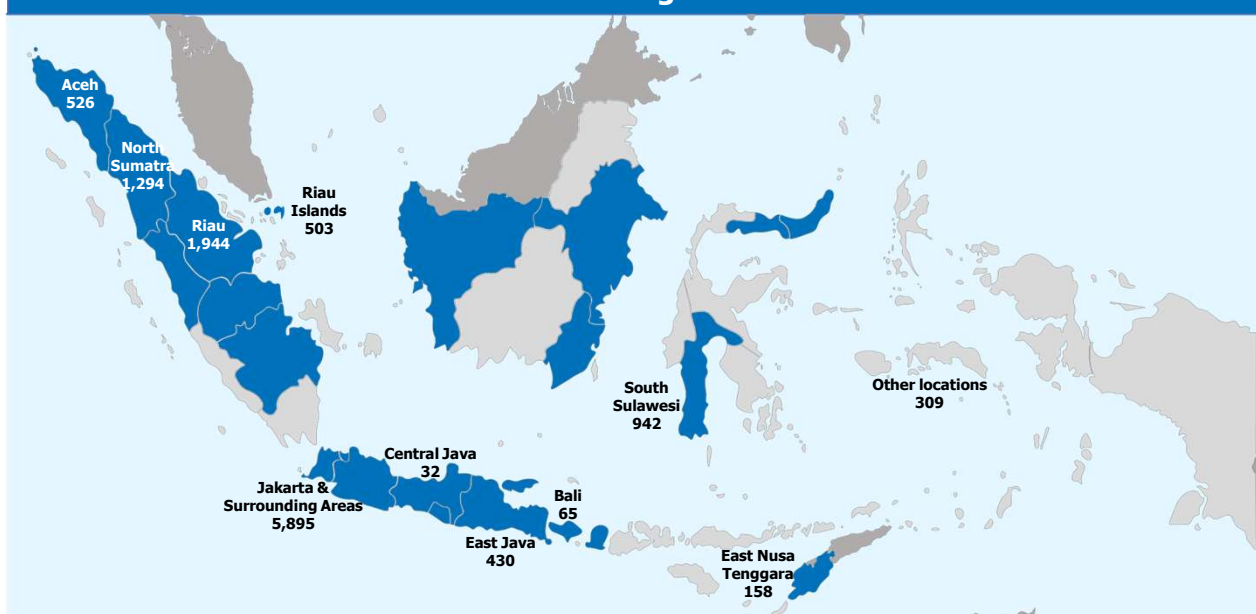 Aceh
526
North
Sumatra
1,294
Riau
1,944
Riau
Islands
503
South
Sulawesi
942
Other locations
309
Central Java
32
Jakarta &
Surrounding Areas
5,895
Bali
65
East Java
430
East Nusa
Tenggara
158